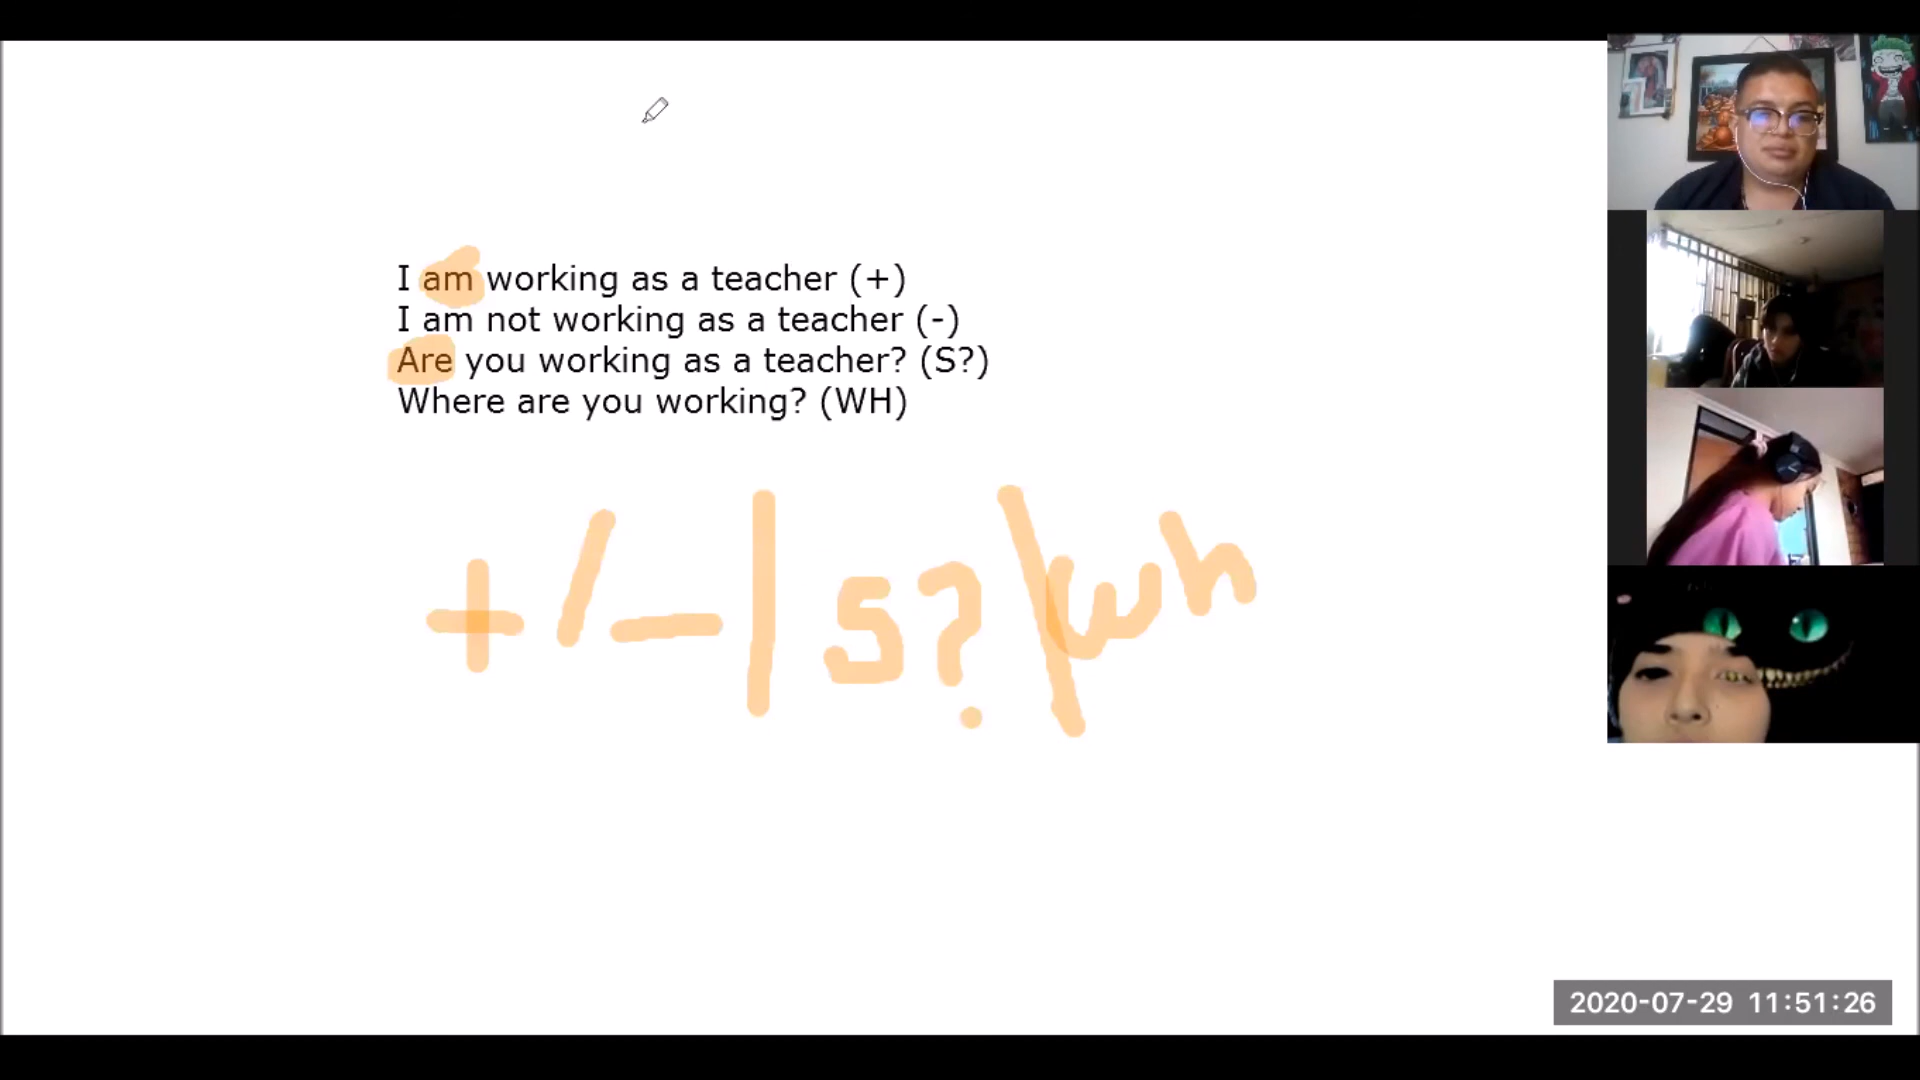 I am working as a teacher (+)
I am not working as a teacher (-)
Are you working as a teacher? (S?)
Where are you working? (WH)
+ / - | S? \ wh
2020-07-29 11:51:26